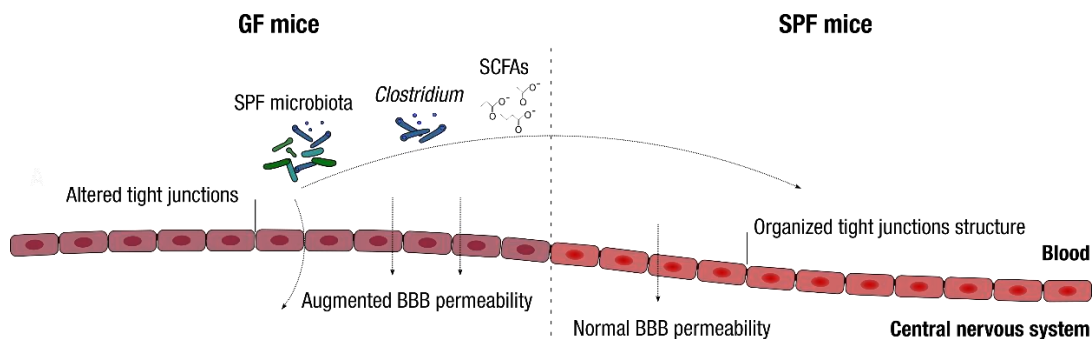 GF mice
SPF mice
SCFAs
Clostridium
SPF microbiota
Altered tight junctions
Organized tight junctions structure
Blood
Augmented BBB permeability
Normal BBB permeability
Central nervous system